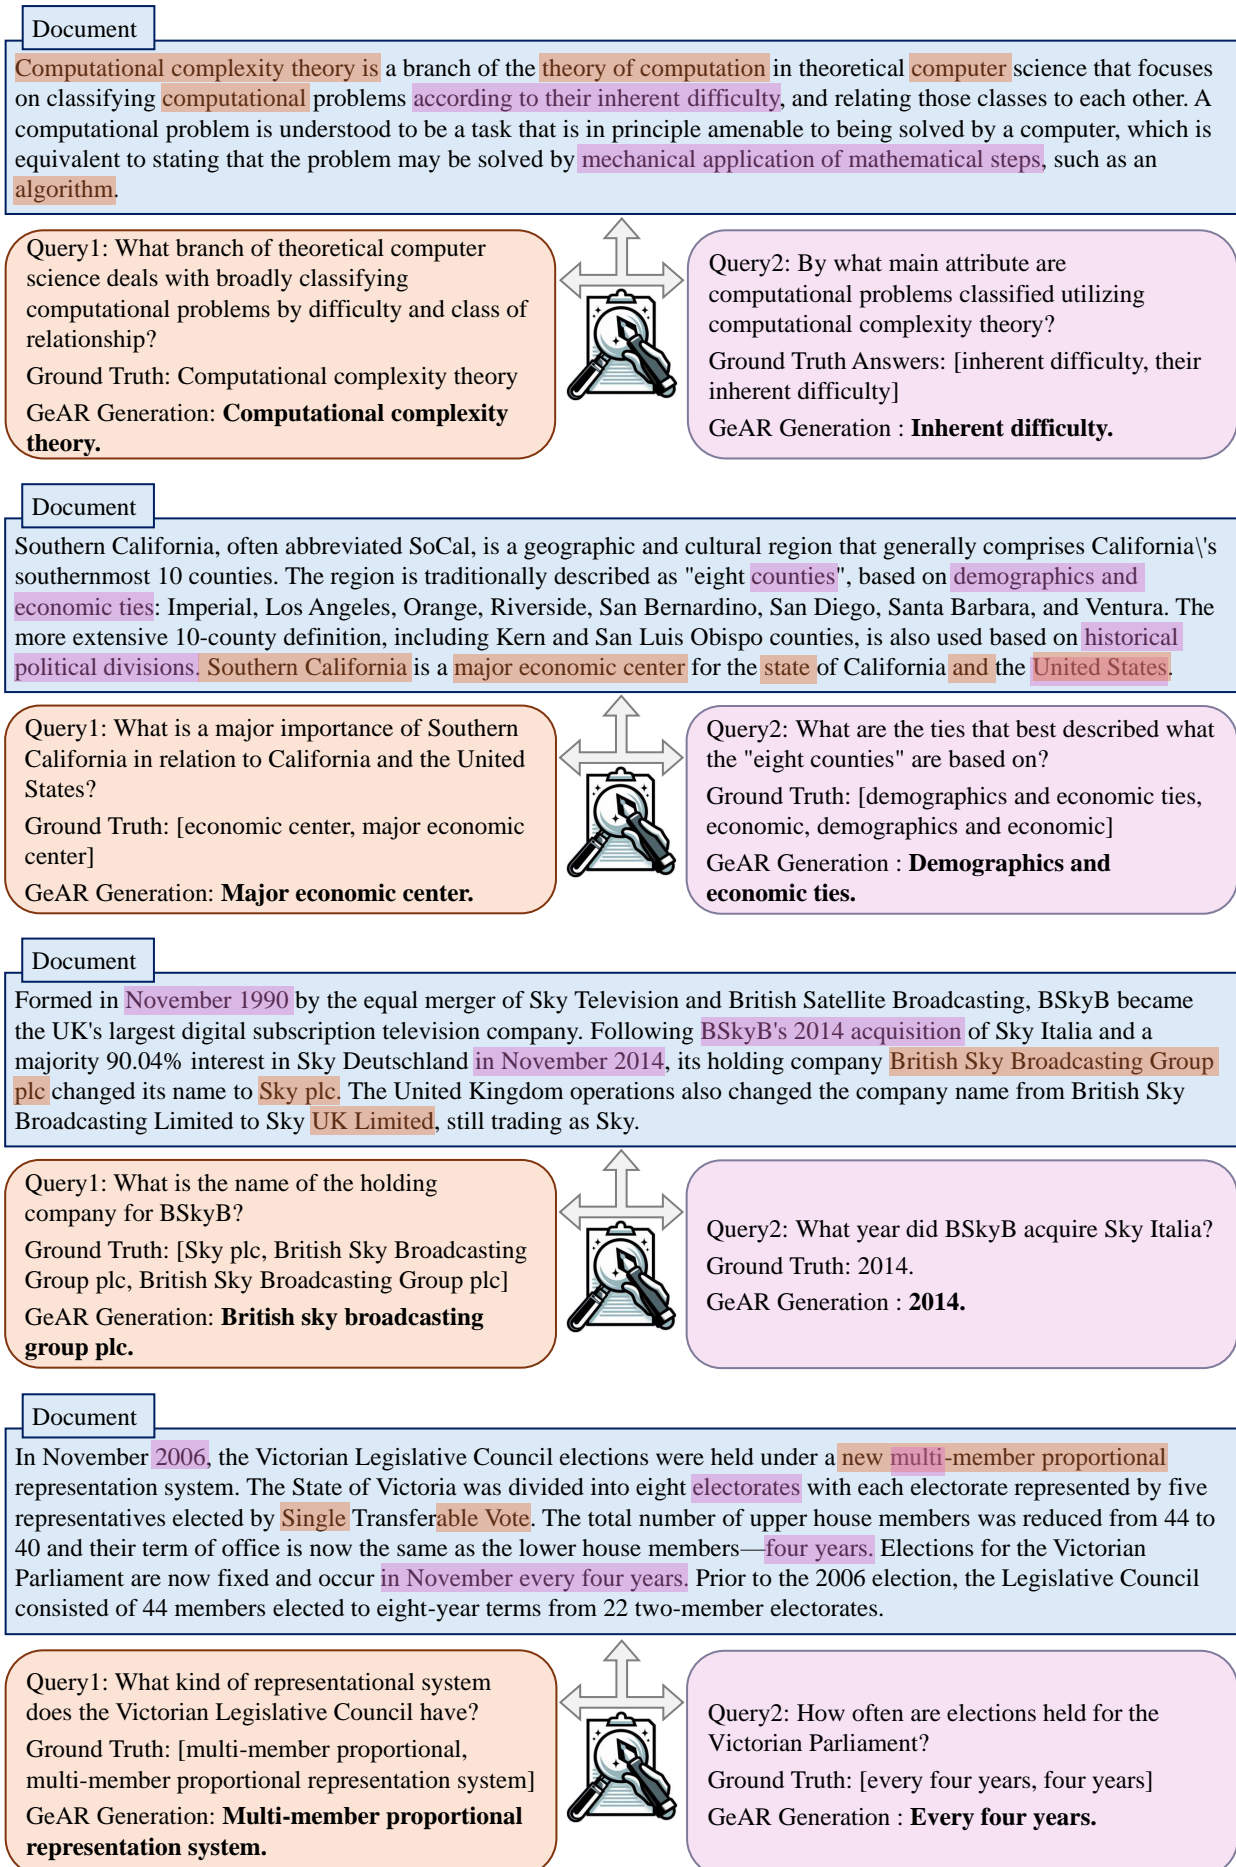 Document
Computational complexity theory is a branch of the theory of computation in theoretical computer science that focuses
on classifying computational problems according to their inherent difficulty, and relating those classes to each other. A
computational problem is understood to be a task that is in principle amenable to being solved by a computer, which is
equivalent to stating that the problem may be solved by mechanical application of mathematical steps, such as an
algorithm.
Query1: What branch of theoretical computer
science deals with broadly classifying
computational problems by difficulty and class of
relationship?
Ground Truth: Computational complexity theory
GeAR Generation: Computational complexity
theory.
Query2: By what main attribute are
computational problems classified utilizing
computational complexity theory?
Ground Truth Answers: [inherent difficulty, their
inherent difficulty]
GeAR Generation : Inherent difficulty.
Document
Southern California, often abbreviated SoCal, is a geographic and cultural region that generally comprises California\'s
southernmost 10 counties. The region is traditionally described as "eight counties", based on demographics and
economic ties: Imperial, Los Angeles, Orange, Riverside, San Bernardino, San Diego, Santa Barbara, and Ventura. The
more extensive 10-county definition, including Kern and San Luis Obispo counties, is also used based on historical
political divisions. Southern California is a major economic center for the state of California and the United States.
Query1: What is a major importance of Southern
California in relation to California and the United
States?
Ground Truth: [economic center, major economic
center]
GeAR Generation: Major economic center.
Query2: What are the ties that best described what
the "eight counties" are based on?
Ground Truth: [demographics and economic ties,
economic, demographics and economic]
GeAR Generation : Demographics and
economic ties.
Document
Formed in November 1990 by the equal merger of Sky Television and British Satellite Broadcasting, BSkyB became
the UK's largest digital subscription television company. Following BSkyB's 2014 acquisition of Sky Italia and a
majority 90.04% interest in Sky Deutschland in November 2014, its holding company British Sky Broadcasting Group
plc changed its name to Sky plc. The United Kingdom operations also changed the company name from British Sky
Broadcasting Limited to Sky UK Limited, still trading as Sky.
Query1: What is the name of the holding
company for BSkyB?
Ground Truth: [Sky plc, British Sky Broadcasting
Group plc, British Sky Broadcasting Group plc]
GeAR Generation: British sky broadcasting
group plc.
Query2: What year did BSkyB acquire Sky Italia?
Ground Truth: 2014.
GeAR Generation : 2014.
Document
In November 2006, the Victorian Legislative Council elections were held under a new multi-member proportional
representation system. The State of Victoria was divided into eight electorates with each electorate represented by five
representatives elected by Single Transferable Vote. The total number of upper house members was reduced from 44 to
40 and their term of office is now the same as the lower house members—four years. Elections for the Victorian
Parliament are now fixed and occur in November every four years. Prior to the 2006 election, the Legislative Council
consisted of 44 members elected to eight-year terms from 22 two-member electorates.
Query1: What kind of representational system
does the Victorian Legislative Council have?
Ground Truth: [multi-member proportional,
multi-member proportional representation system]
GeAR Generation: Multi-member proportional
representation system.
Query2: How often are elections held for the
Victorian Parliament?
Ground Truth: [every four years, four years]
GeAR Generation : Every four years.